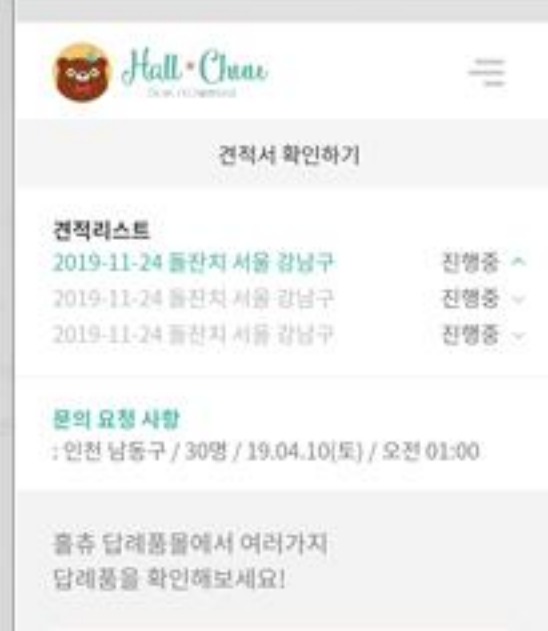 Hall
견적서 확인하기
견적리스트
2019-11-24 돌잔치 서울 강남구 진행중
2019-11-24 돌잔치 서울 강남구 진행중
2019-11-24 돌잔치 서울 강남구 진행중
문의 요청 사항
: 인천 남동구 / 30명 / 19.04.10(토) / 오전 01:00
홀츄 답례품몰에서 여러가지
답례품을 확인해보세요!